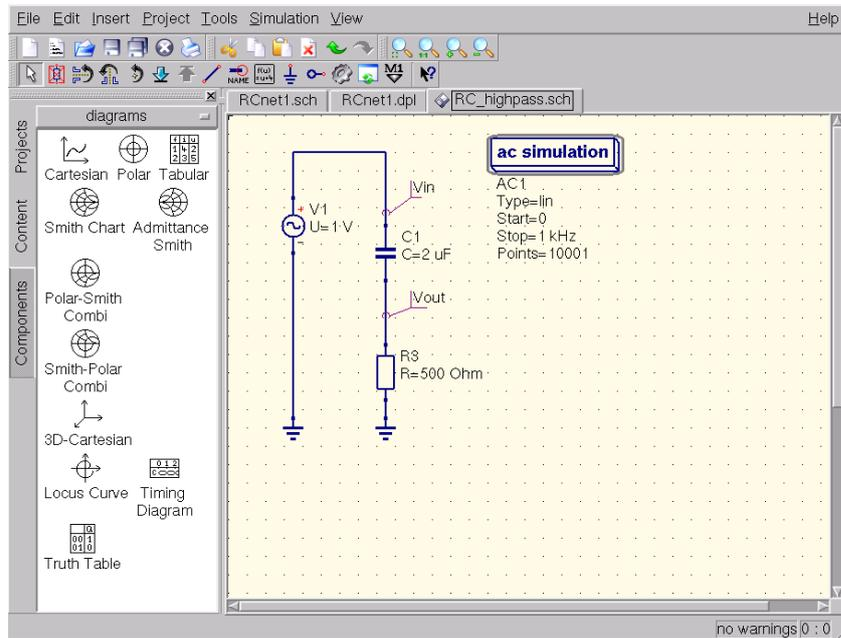 File Edit Insert Project Tools Simulation View Help
NAME
M1
RCnet1.sch RCnet1.dpl RC_highpass.sch
Projects
Content
Components
diagrams
Cartesian Polar Tabular
Smith Chart Admittance
Smith
Polar-Smith
Combi
Smith-Polar
Combi
3D-Cartesian
Locus Curve Timing
Diagram
Truth Table
ac simulation
AC1
Type=lin
Start=0
Stop=1 kHz
Points=10001
Vin
+ V1
U=1 V
-
C1
C=2 uF
Vout
R3
R=500 Ohm
no warnings 0 : 0